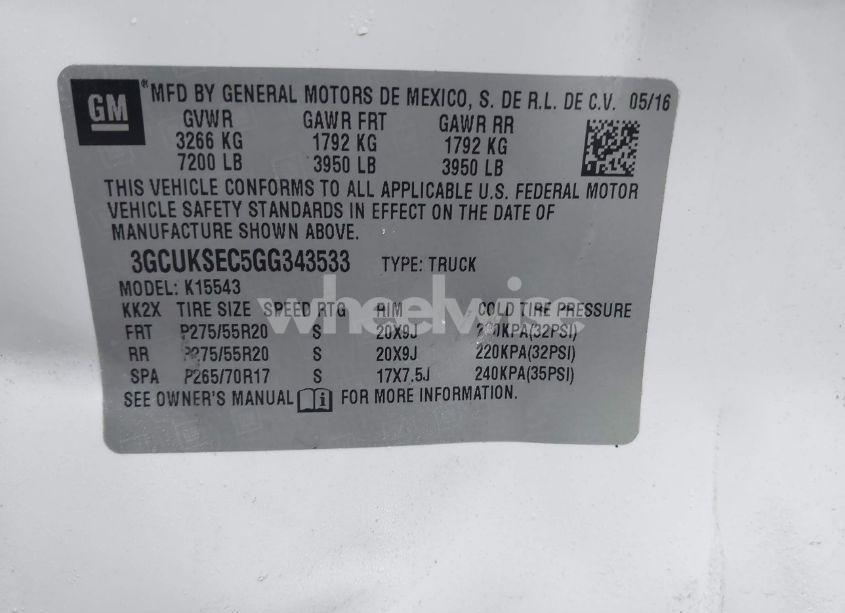 GM ® MFD BY GENERAL MOTORS DE MEXICO, S. DE R.L. DE C.V. 05/16
GVWR GAWR FRT GAWR RR
3266 KG 1792 KG 1792 KG
7200 LB 3950 LB 3950 LB
THIS VEHICLE CONFORMS TO ALL APPLICABLE U.S. FEDERAL MOTOR
VEHICLE SAFETY STANDARDS IN EFFECT ON THE DATE OF
MANUFACTURE SHOWN ABOVE.
3GCUKSEC5GG343533 TYPE: TRUCK
MODEL: K15543
wheelwise
KK2X TIRE SIZE SPEED RTG RIM COLD TIRE PRESSURE
FRT P275/55R20 S 20X9J 220KPA(32PSI)
RR P275/55R20 S 20X9J 220KPA(32PSI)
SPA P265/70R17 S 17X7.5J 240KPA(35PSI)
SEE OWNER'S MANUAL FOR MORE INFORMATION.